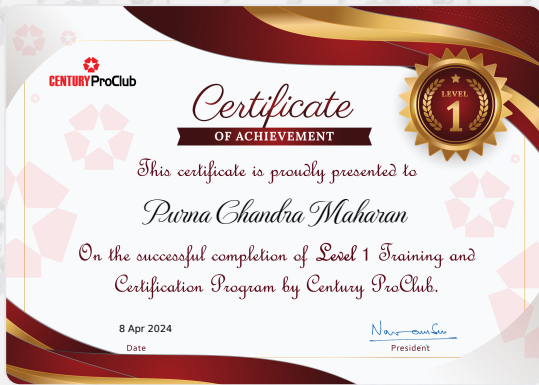 CENTURY ProClub
LEVEL
1
Certificate
OF ACHIEVEMENT
This certificate is proudly presented to
Purna Chandra Maharan
On the successful completion of Level 1 Training and
Certification Program by Century ProClub.
8 Apr 2024
Date
President